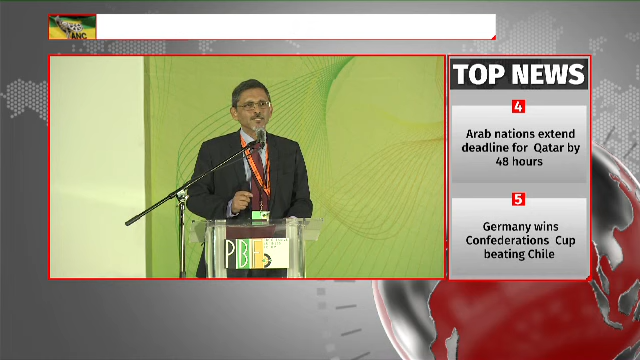 ANC
TOP NEWS
4
Arab nations extend
deadline for Qatar by
48 hours
5
Germany wins
Confederations Cup
beating Chile
PBF